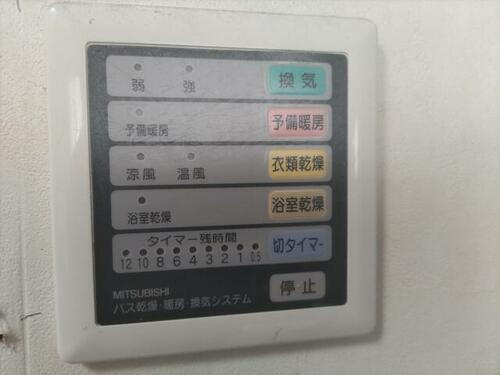 弱 強 換気
予備暖房 予備暖房
涼風 温風 衣類乾燥
浴室乾燥 浴室乾燥
タイマー残時間
12 10 8 6 4 3 2 1 0.5 切タイマー
停止
MITSUBISHI
バス乾燥・暖房・換気システム